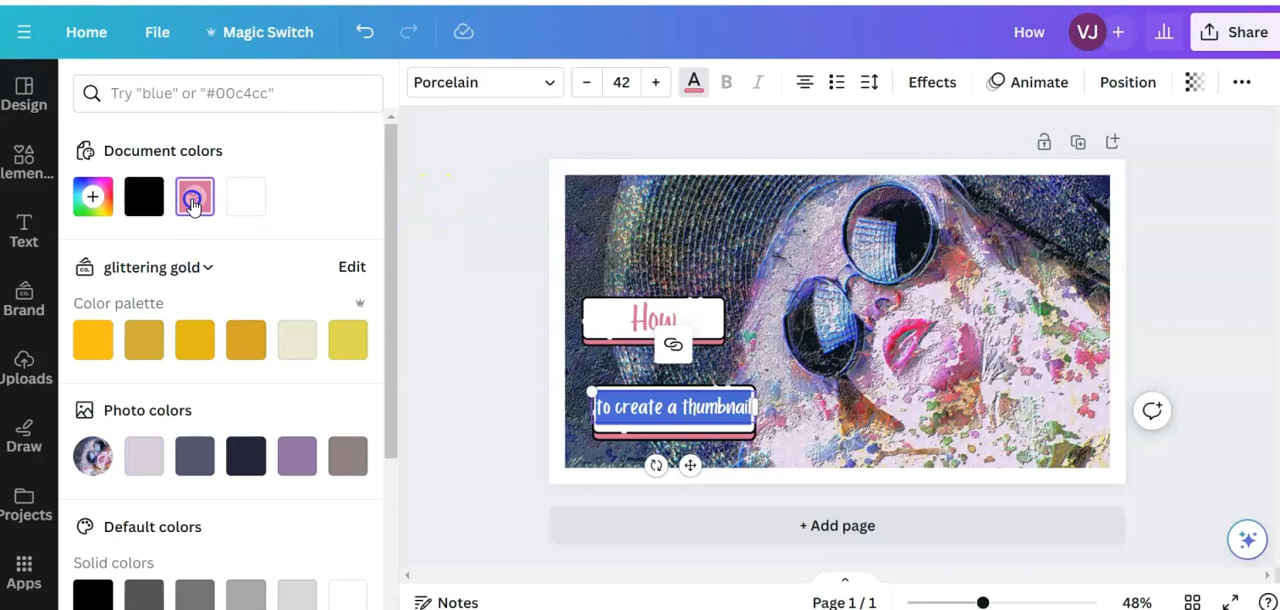 Home File Magic Switch How VJ Share
Try "blue" or "#00c4cc" Porcelain 42 A B I Effects Animate Position
Design
Document colors
Elemen...
Text
glittering gold Edit
Color palette
Brand
How
Uploads
Photo colors
to create a thumbnail
Draw
Projects
Default colors
+ Add page
Solid colors
Apps
Notes Page 1 / 1 48%